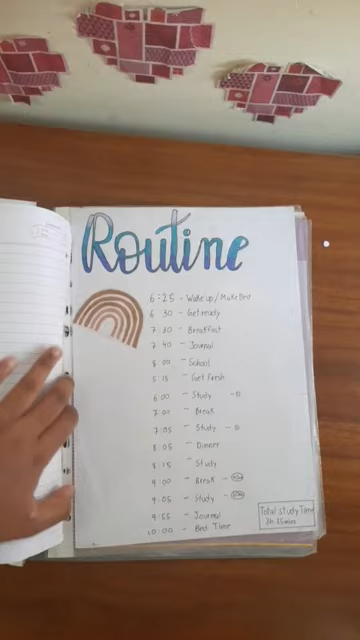 Routine
6:25 - Wake up / Make Bed
6 30 - Get ready
7 30 - Breakfast
7 40 - Journal
8 00 - School
5 15 - Get Fresh
6 00 - Study
7 00 - Break
7:05 - Study
8 05 - Dinner
8 15 - Study
9 00 - Break
9 05 - Study
9 55 - Journal
10:00 - Bed Time
Total study Time